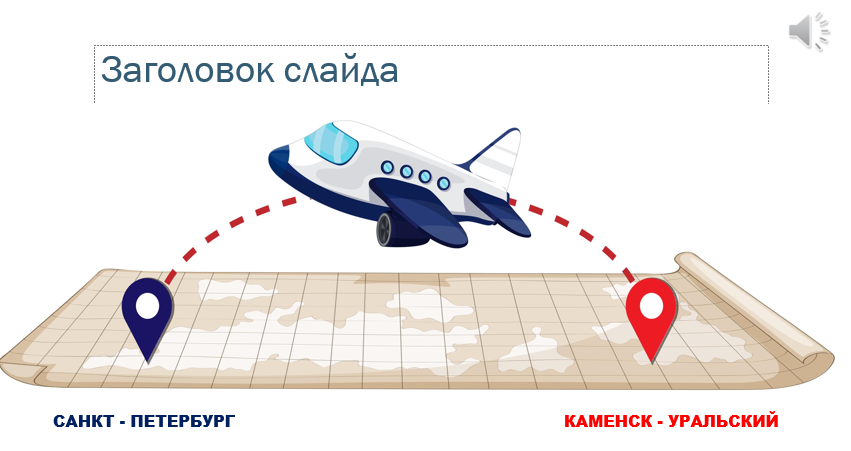 Заголовок слайда
САНКТ - ПЕТЕРБУРГ
КАМЕНСК - УРАЛЬСКИЙ